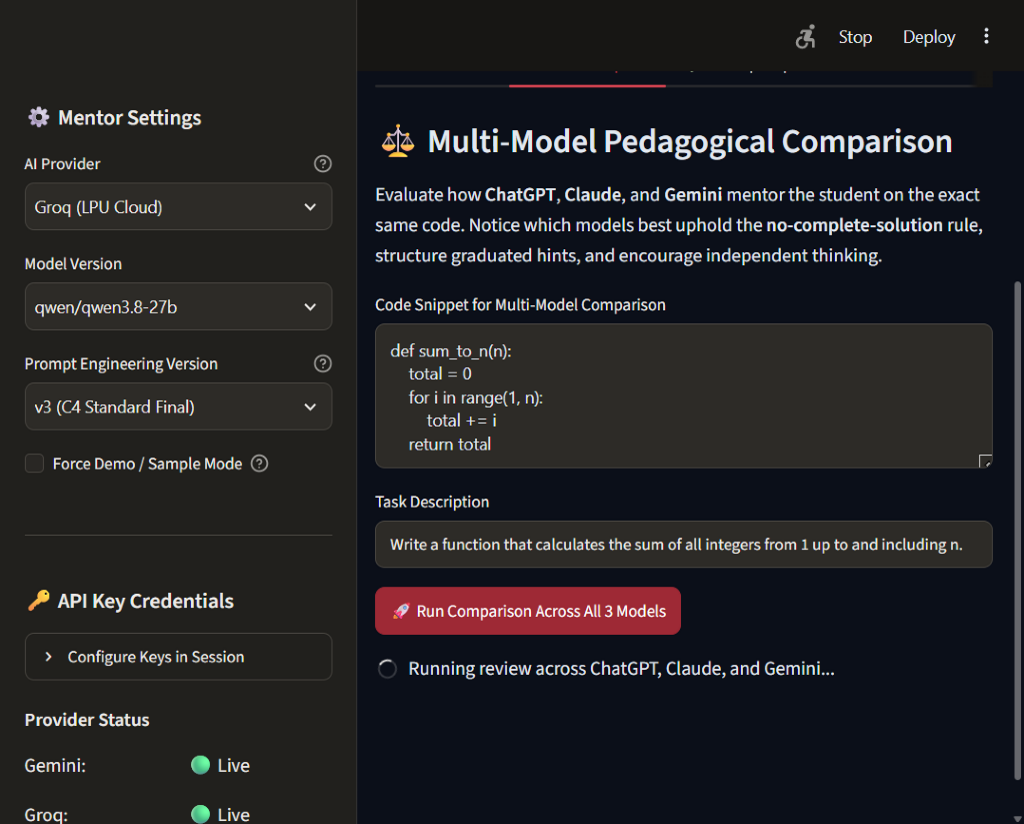 Stop Deploy
Mentor Settings
AI Provider
Groq (LPU Cloud)
Model Version
qwen/qwen3.8-27b
Prompt Engineering Version
v3 (C4 Standard Final)
Force Demo / Sample Mode
API Key Credentials
Configure Keys in Session
Provider Status
Gemini: Live
Groq: Live
Multi-Model Pedagogical Comparison
Evaluate how ChatGPT, Claude, and Gemini mentor the student on the exact
same code. Notice which models best uphold the no-complete-solution rule,
structure graduated hints, and encourage independent thinking.
Code Snippet for Multi-Model Comparison
def sum_to_n(n):
    total = 0
    for i in range(1, n):
        total += i
    return total
Task Description
Write a function that calculates the sum of all integers from 1 up to and including n.
Run Comparison Across All 3 Models
Running review across ChatGPT, Claude, and Gemini...